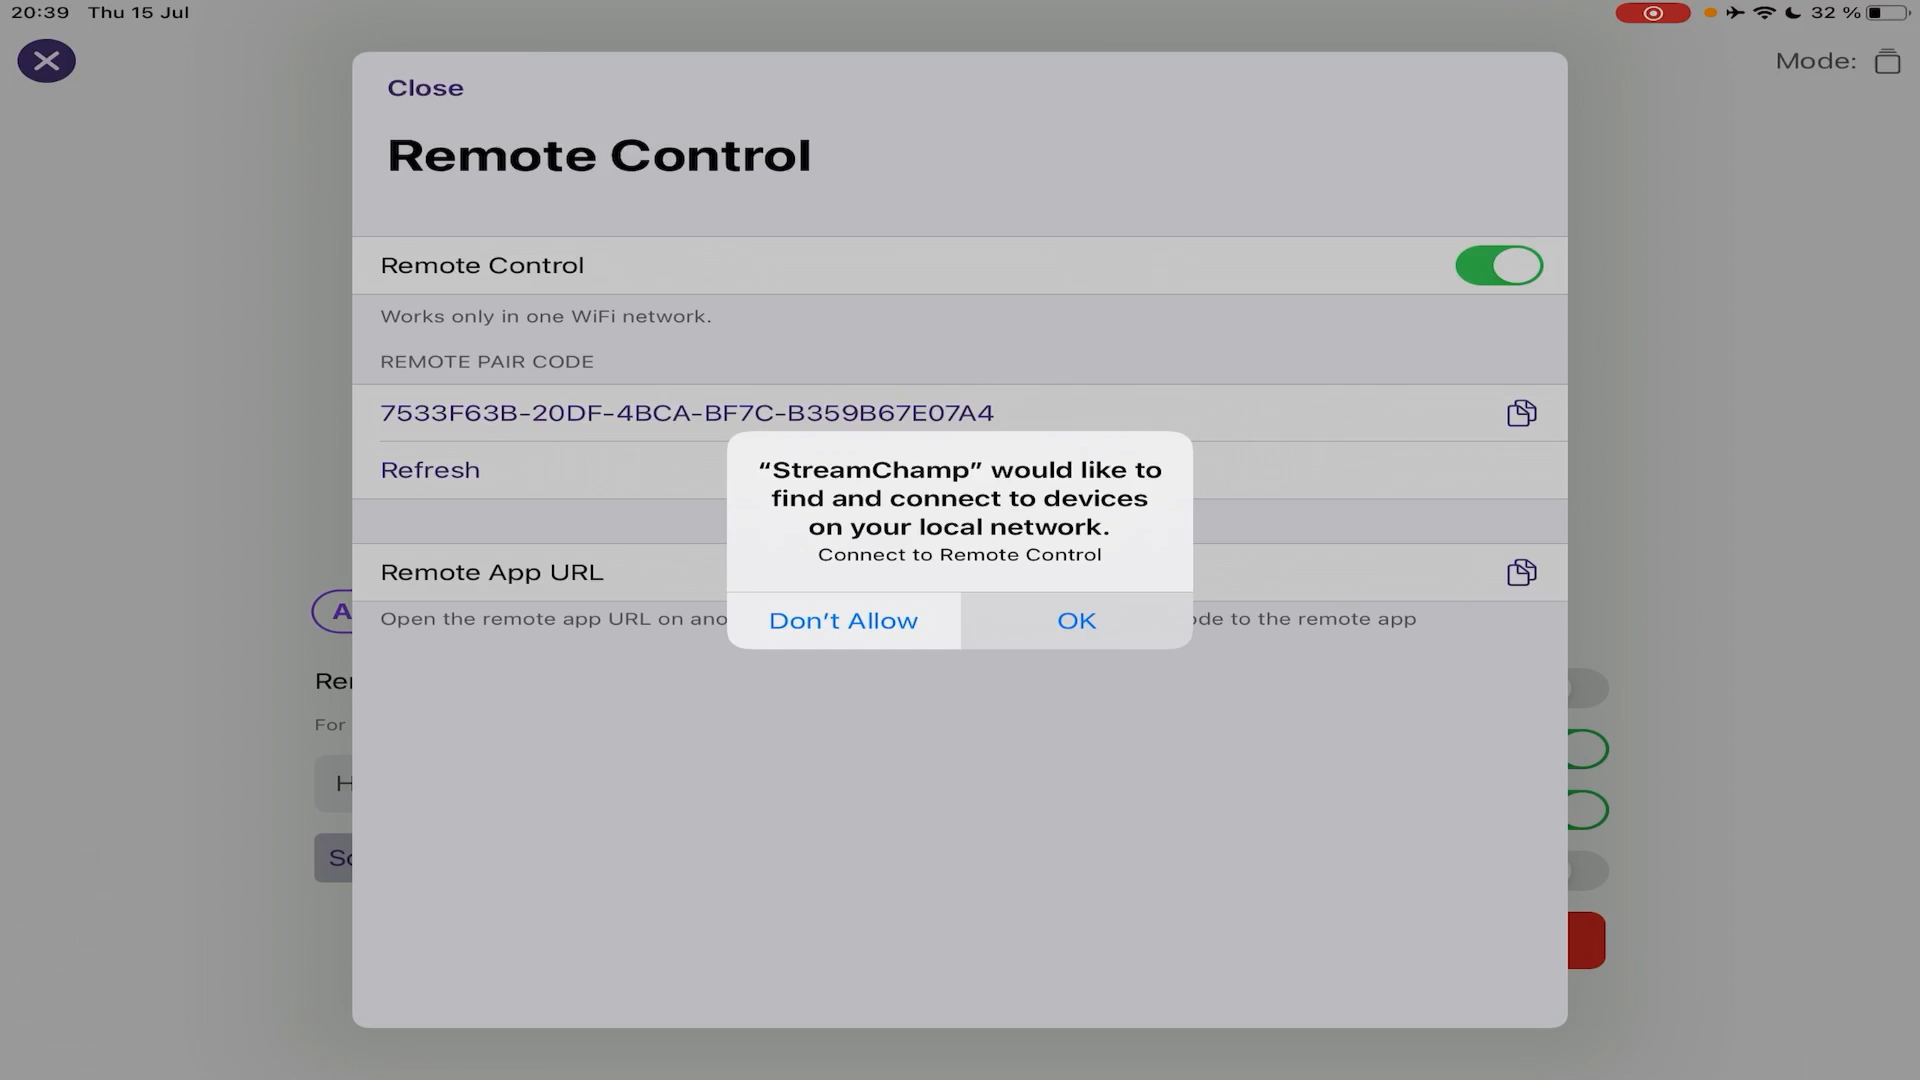 20:39 Thu 15 Jul
32 %
Mode:
Close
Remote Control
Remote Control
Works only in one WiFi network.
REMOTE PAIR CODE
7533F63B-20DF-4BCA-BF7C-B359B67E07A4
Refresh
“StreamChamp” would like to
find and connect to devices
on your local network.
Connect to Remote Control
Don’t Allow OK
Remote App URL
Open the remote app URL on to the remote app
For